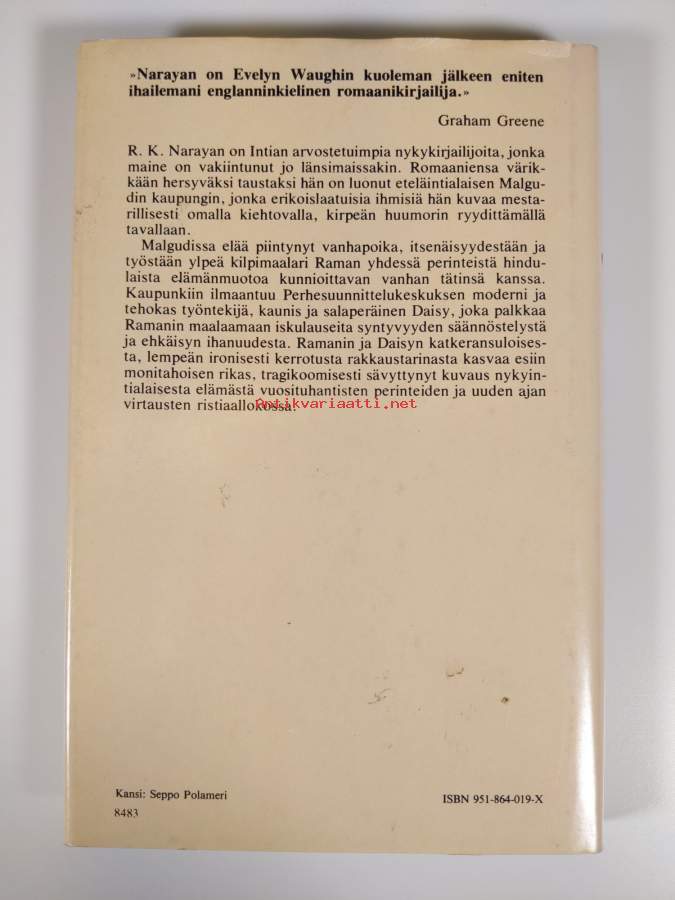 »Narayan on Evelyn Waughin kuoleman jälkeen eniten
ihailemani englanninkielinen romaanikirjailija.»
Graham Greene
R. K. Narayan on Intian arvostetuimpia nykykirjailijoita, jonka
maine on vakiintunut jo länsimaissakin. Romaaniensa värik-
kään hersyväksi taustaksi hän on luonut eteläintialaisen Malgu-
din kaupungin, jonka erikoislaatuisia ihmisiä hän kuvaa mesta-
rillisesti omalla kiehtovalla, kirpeän huumorin ryydittämällä
tavallaan.
Malgudissa elää piintynyt vanhapoika, itsenäisyydestään ja
työstään ylpeä kilpimaalari Raman yhdessä perinteistä hindu-
laista elämänmuotoa kunnioittavan vanhan tätinsä kanssa.
Kaupunkiin ilmaantuu Perhesuunnittelukeskuksen moderni ja
tehokas työntekijä, kaunis ja salaperäinen Daisy, joka palkkaa
Ramanin maalaamaan iskulauseita syntyvyyden säännöstelystä
ja ehkäisyn ihanuudesta. Ramanin ja Daisyn katkeransuloises-
ta, lempeän ironisesti kerrotusta rakkaustarinasta kasvaa esiin
monitahoisen rikas, tragikoomisesti sävyttynyt kuvaus nykyin-
tialaisesta elämästä vuosituhantisten perinteiden ja uuden ajan
virtausten ristiaallokossa.
Antikvariaatti.net
Kansi: Seppo Polameri
ISBN 951-864-019-X
8483